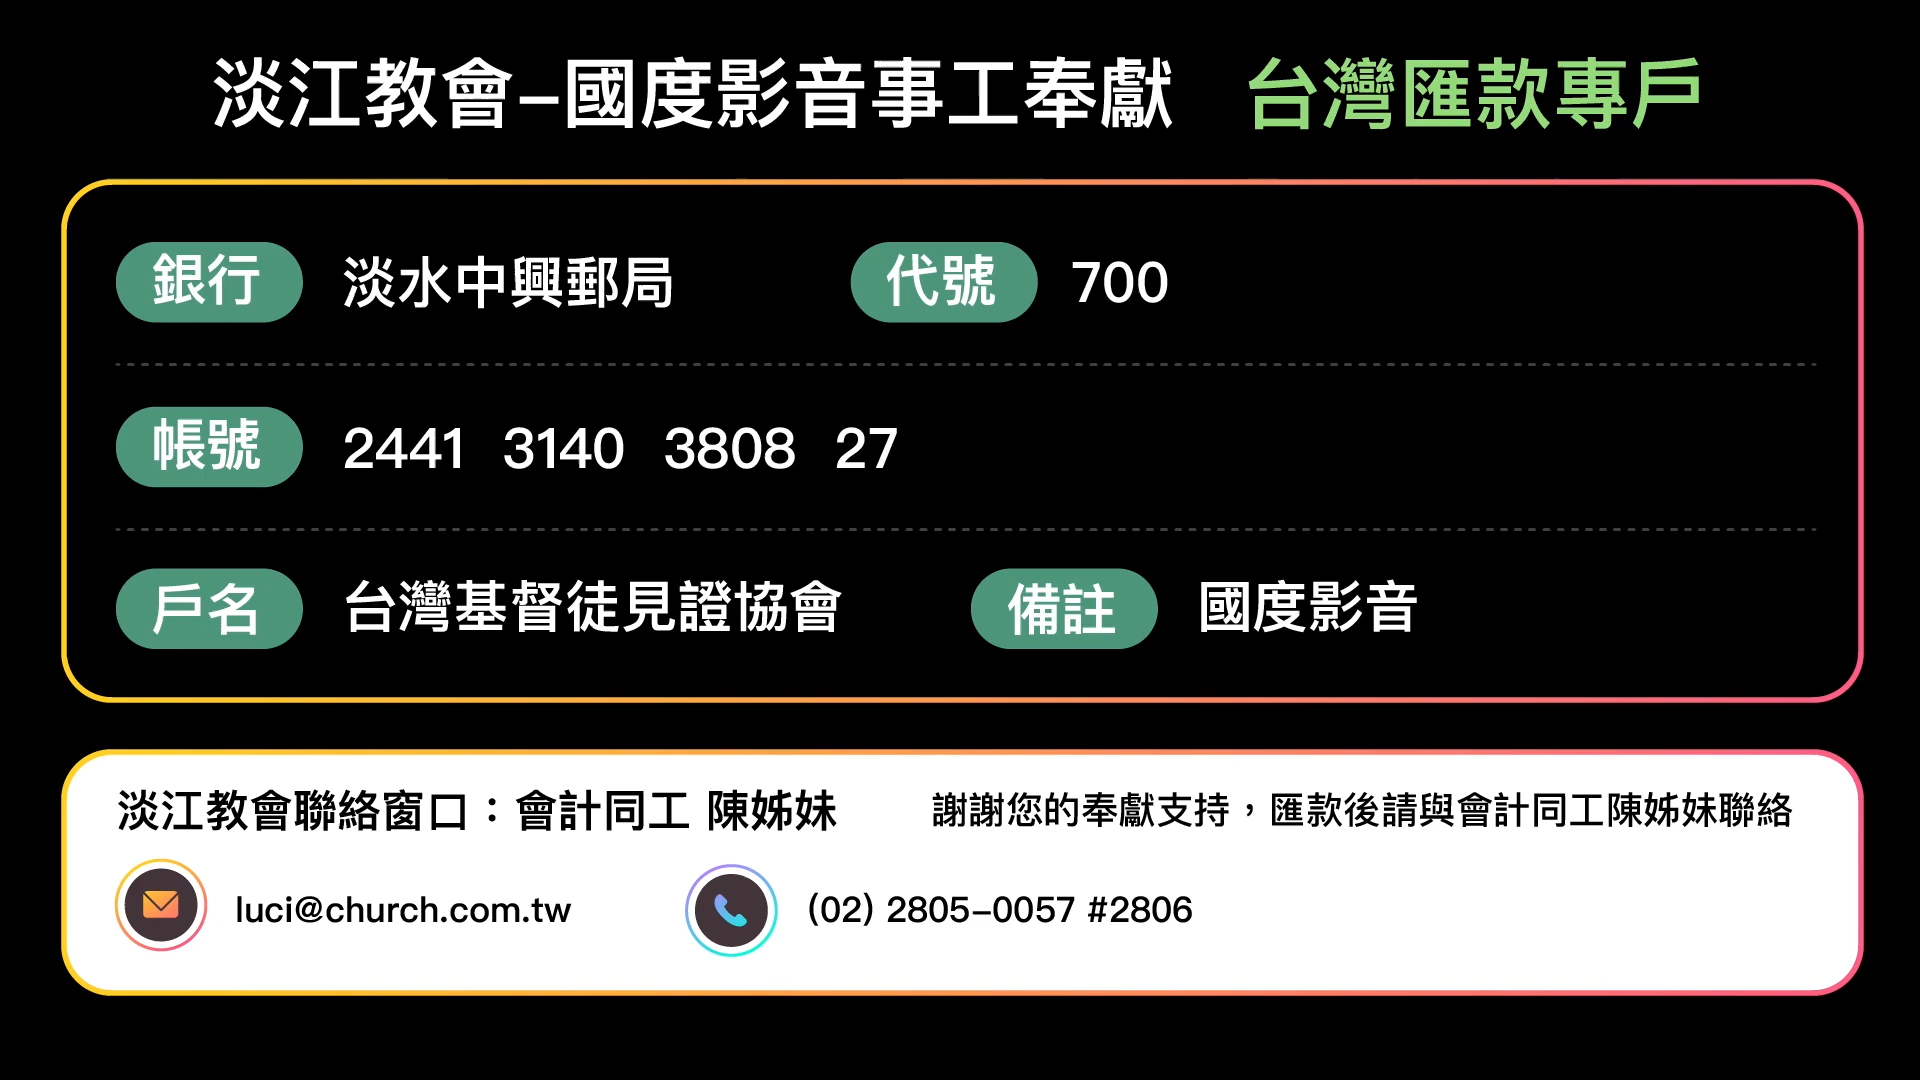 淡江教會–國度影音事工奉獻 台灣匯款專戶
銀行 淡水中興郵局 代號 700
帳號 2441 3140 3808 27
戶名 台灣基督徒見證協會 備註 國度影音
淡江教會聯絡窗口：會計同工 陳姊妹 謝謝您的奉獻支持，匯款後請與會計同工陳姊妹聯絡
luci@church.com.tw (02) 2805–0057 #2806